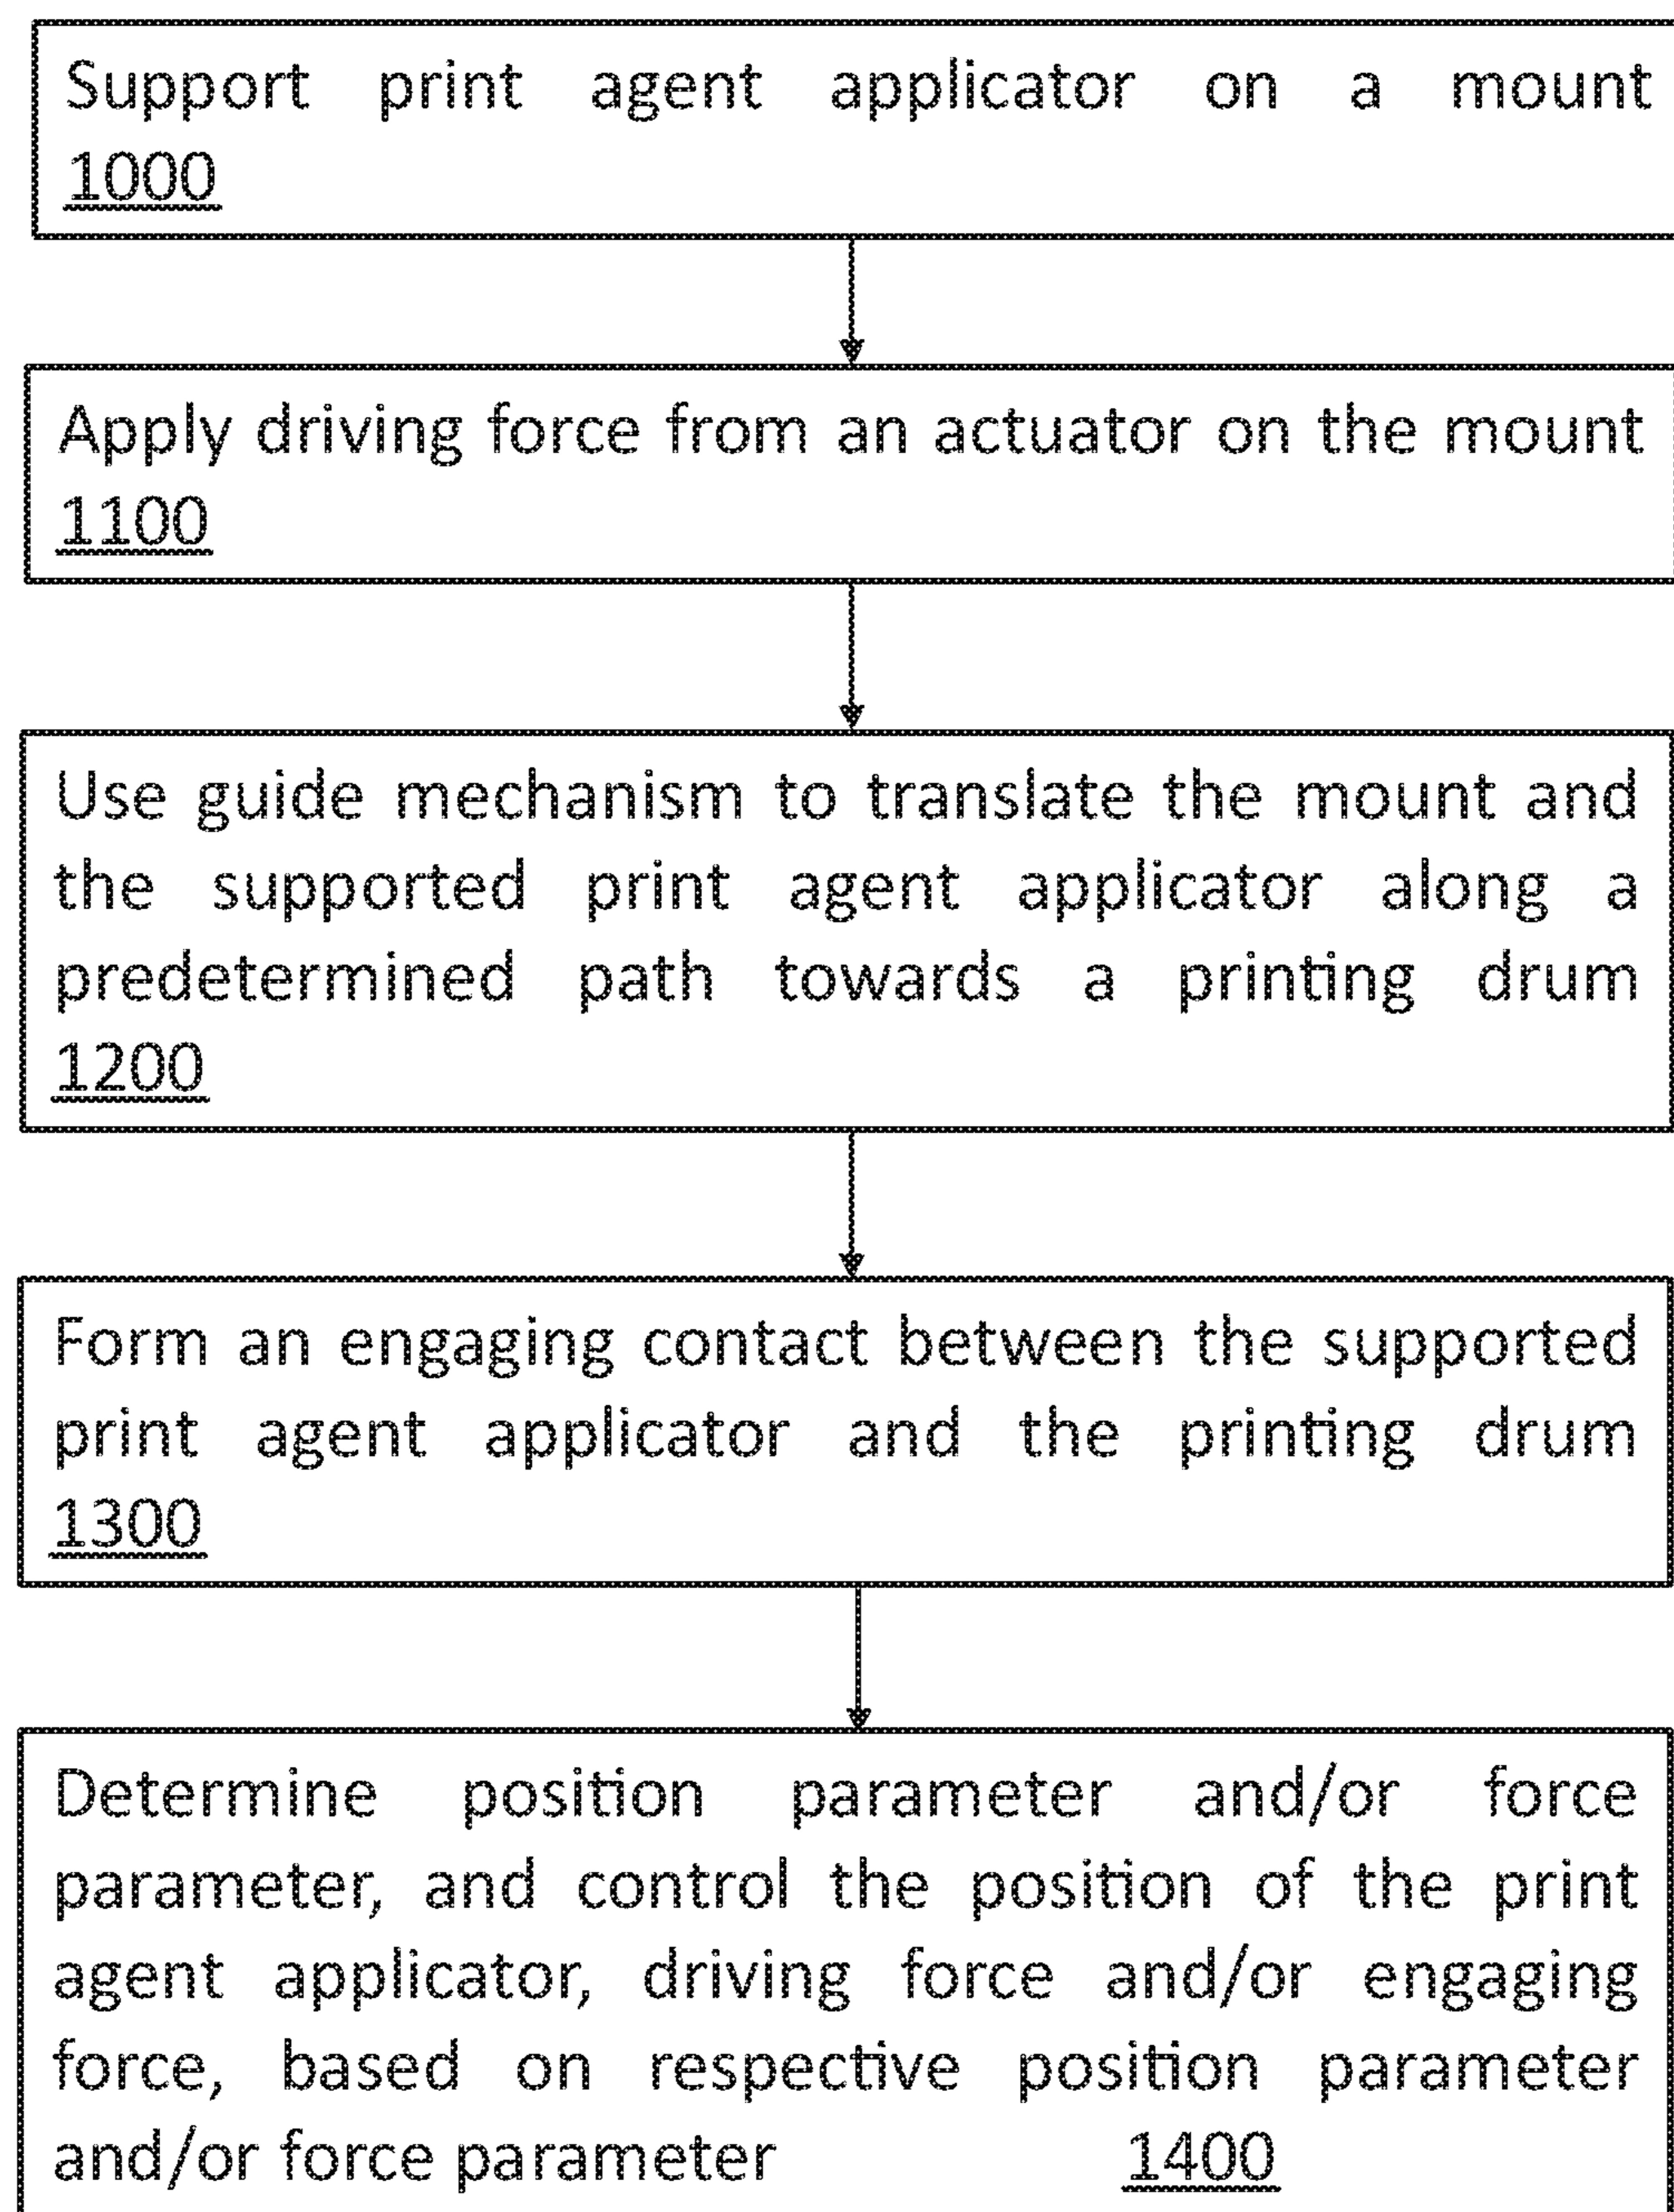 Support print agent applicator on a mount
1000
Apply driving force from an actuator on the mount
1100
Use guide mechanism to translate the mount and
the supported print agent applicator along a
predetermined path towards a printing drum
1200
Form an engaging contact between the supported
print agent applicator and the printing drum
1300
Determine position parameter and/or force
parameter, and control the position of the print
agent applicator, driving force and/or engaging
force, based on respective position parameter
and/or force parameter 1400